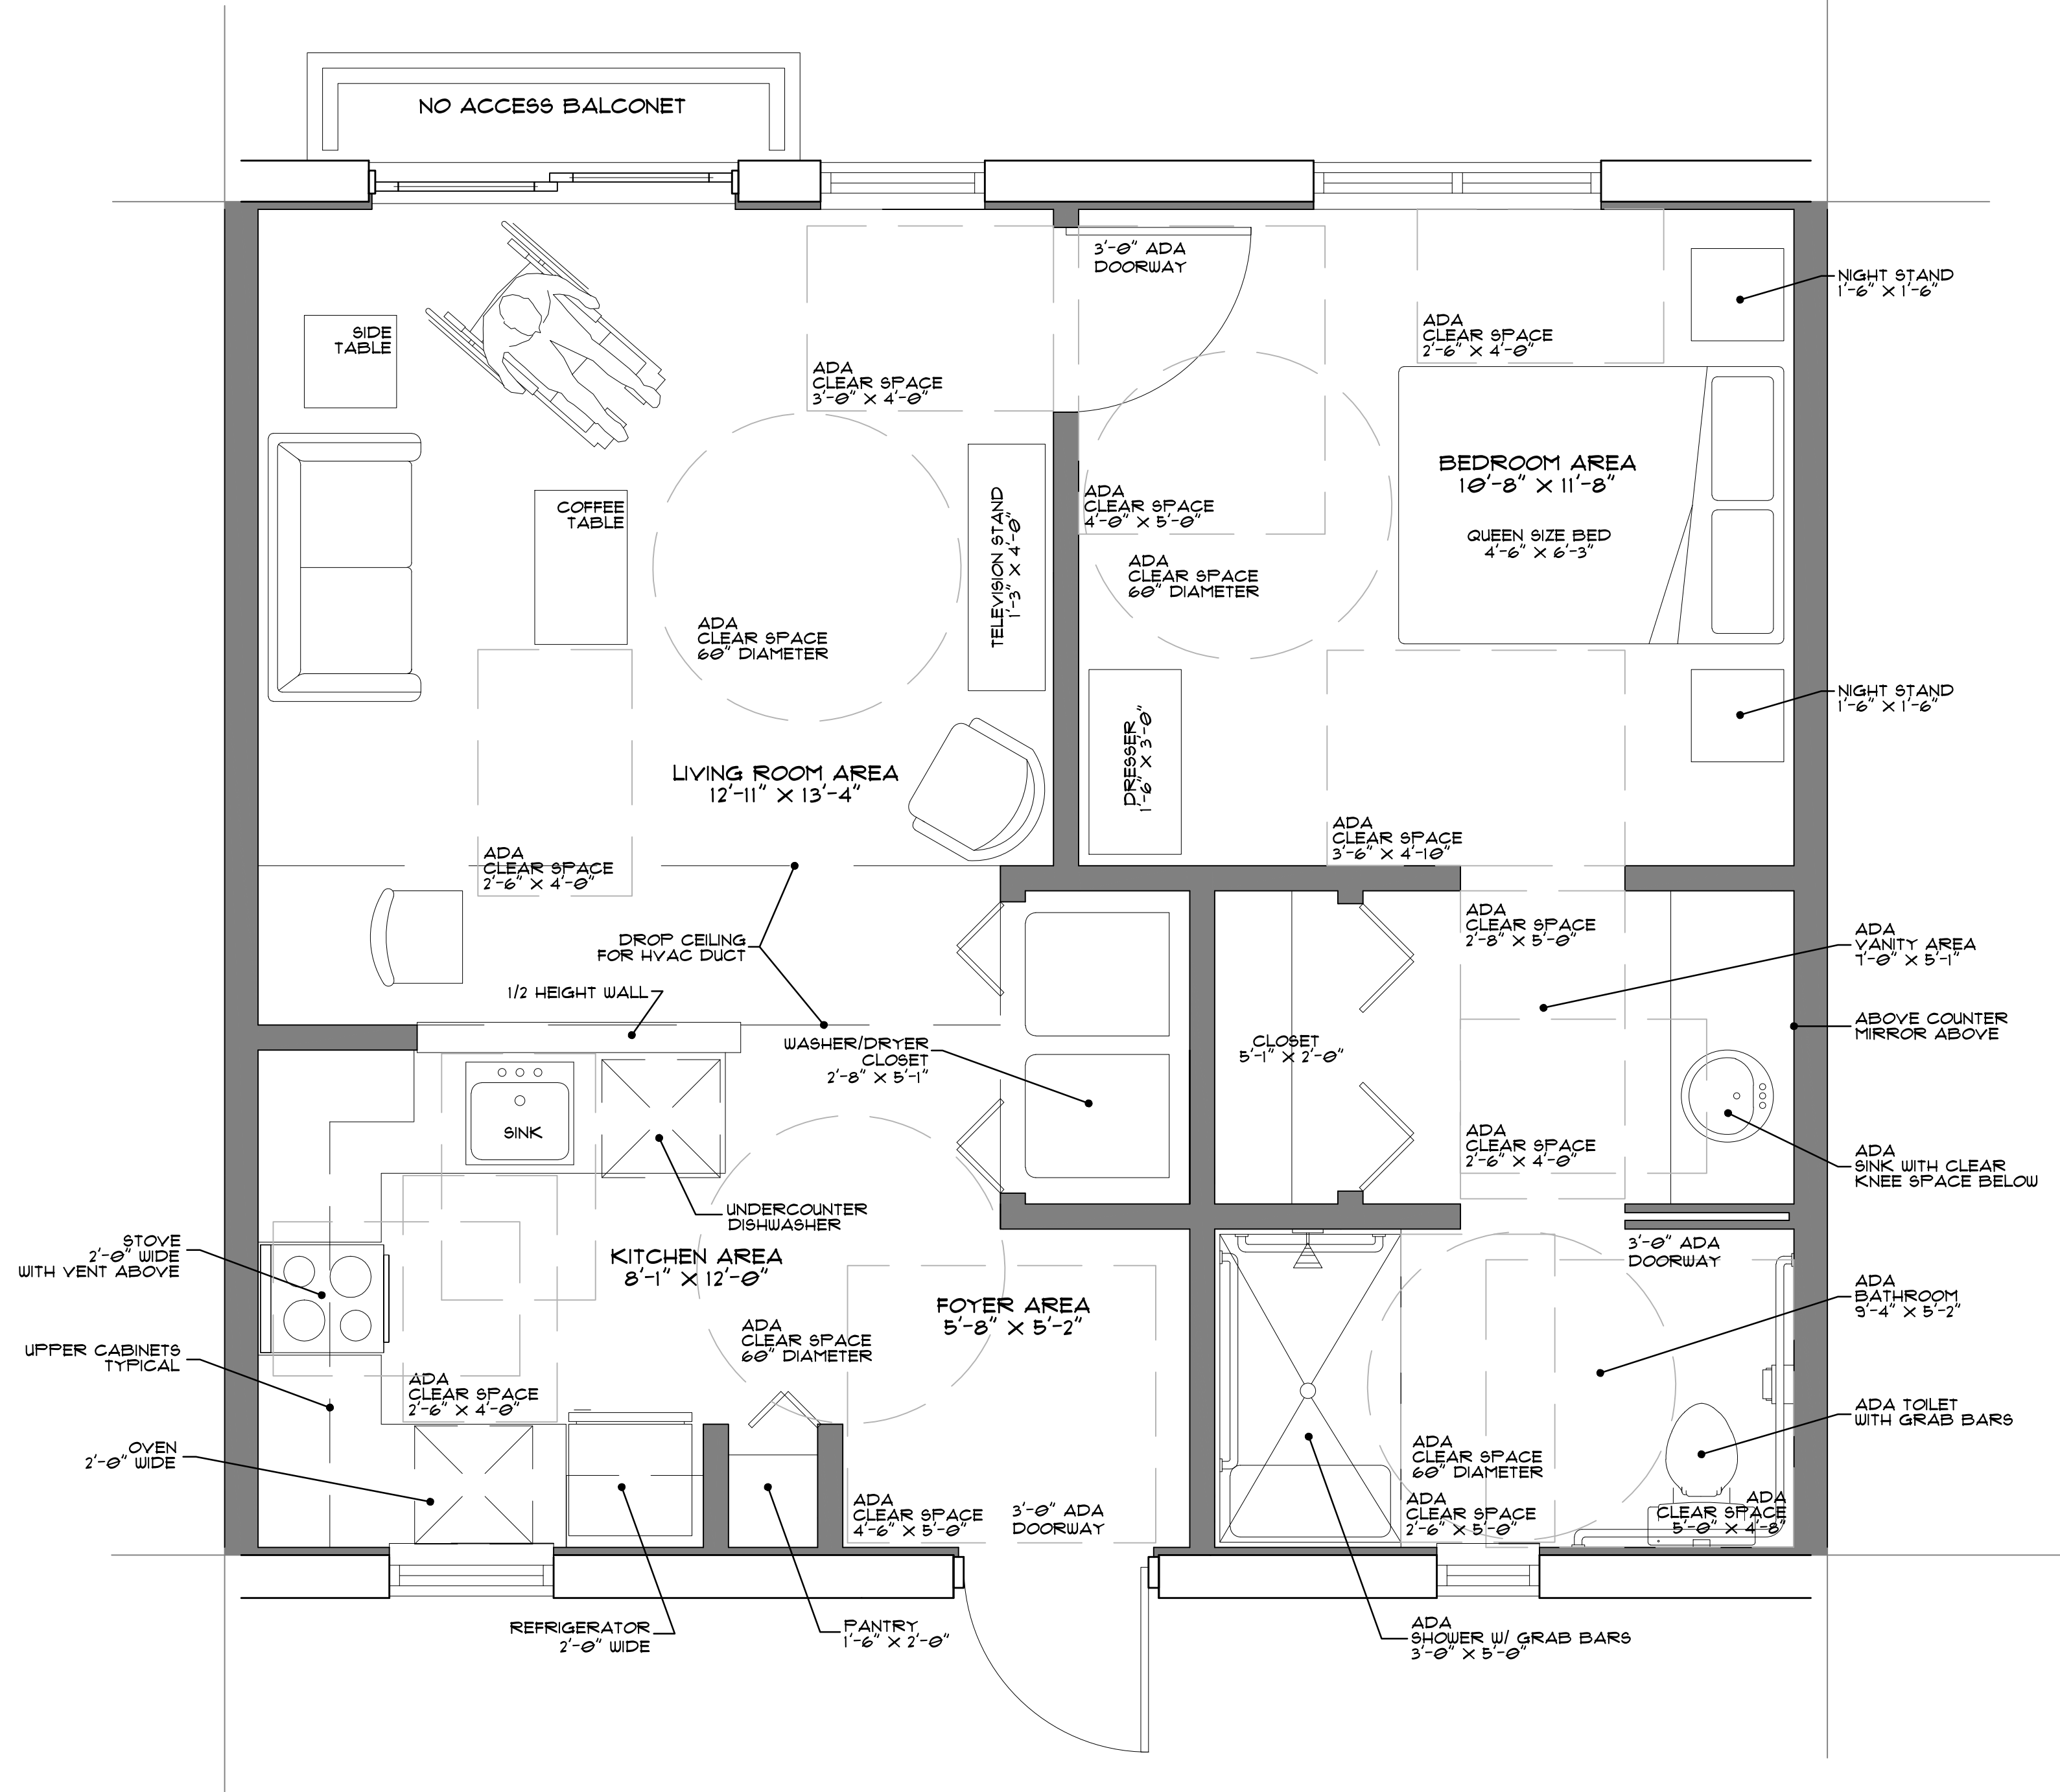 NO ACCESS BALCONET
3'-0" ADA
DOORWAY
NIGHT STAND
1'-6" X 1'-6"
SIDE
TABLE
ADA
CLEAR SPACE
2'-6" X 4'-0"
ADA
CLEAR SPACE
3'-0" X 4'-0"
BEDROOM AREA
10'-8" X 11'-8"
QUEEN SIZE BED
4'-6" X 6'-3"
COFFEE
TABLE
TELEVISION STAND
1'-3" X 4'-0"
ADA
CLEAR SPACE
4'-0" X 5'-0"
ADA
CLEAR SPACE
60" DIAMETER
ADA
CLEAR SPACE
60" DIAMETER
NIGHT STAND
1'-6" X 1'-6"
DRESSER
1'-6" X 3'-0"
LIVING ROOM AREA
12'-11" X 13'-4"
ADA
CLEAR SPACE
3'-6" X 4'-10"
ADA
CLEAR SPACE
2'-6" X 4'-0"
DROP CEILING
FOR HVAC DUCT
ADA
CLEAR SPACE
2'-8" X 5'-0"
ADA
VANITY AREA
7'-0" X 5'-1"
1/2 HEIGHT WALL
WASHER/DRYER
CLOSET
2'-8" X 5'-1"
CLOSET
5'-1" X 2'-0"
ABOVE COUNTER
MIRROR ABOVE
SINK
ADA
CLEAR SPACE
2'-6" X 4'-0"
ADA
SINK WITH CLEAR
KNEE SPACE BELOW
UNDERCOUNTER
DISHWASHER
STOVE
2'-0" WIDE
WITH VENT ABOVE
KITCHEN AREA
8'-1" X 12'-0"
3'-0" ADA
DOORWAY
FOYER AREA
5'-8" X 5'-2"
ADA
BATHROOM
9'-4" X 5'-2"
UPPER CABINETS
TYPICAL
ADA
CLEAR SPACE
60" DIAMETER
ADA
CLEAR SPACE
2'-6" X 4'-0"
ADA TOILET
WITH GRAB BARS
OVEN
2'-0" WIDE
ADA
CLEAR SPACE
60" DIAMETER
ADA
CLEAR SPACE
4'-6" X 5'-0"
3'-0" ADA
DOORWAY
ADA
CLEAR SPACE
2'-6" X 5'-0"
ADA
CLEAR SPACE
5'-0" X 4'-8"
REFRIGERATOR
2'-0" WIDE
PANTRY
1'-6" X 2'-0"
ADA
SHOWER W/ GRAB BARS
3'-0" X 5'-0"